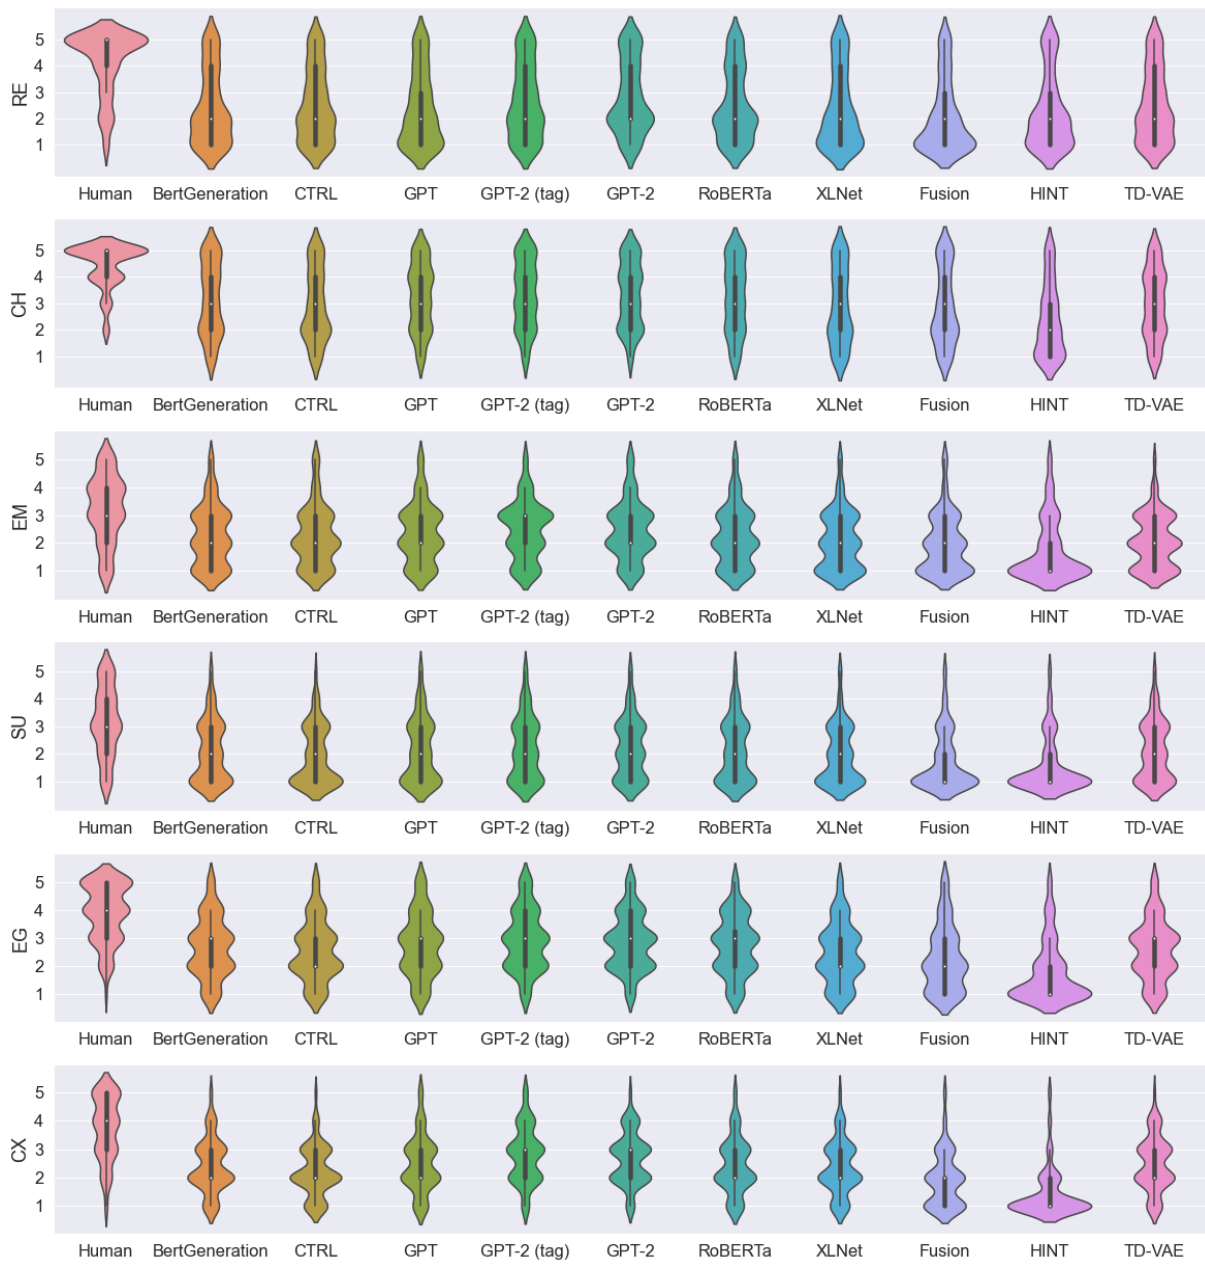 RE
5
4
3
2
1
Human BertGeneration CTRL GPT GPT-2 (tag) GPT-2 RoBERTa XLNet Fusion HINT TD-VAE
CH
5
4
3
2
1
Human BertGeneration CTRL GPT GPT-2 (tag) GPT-2 RoBERTa XLNet Fusion HINT TD-VAE
EM
5
4
3
2
1
Human BertGeneration CTRL GPT GPT-2 (tag) GPT-2 RoBERTa XLNet Fusion HINT TD-VAE
SU
5
4
3
2
1
Human BertGeneration CTRL GPT GPT-2 (tag) GPT-2 RoBERTa XLNet Fusion HINT TD-VAE
EG
5
4
3
2
1
Human BertGeneration CTRL GPT GPT-2 (tag) GPT-2 RoBERTa XLNet Fusion HINT TD-VAE
CX
5
4
3
2
1
Human BertGeneration CTRL GPT GPT-2 (tag) GPT-2 RoBERTa XLNet Fusion HINT TD-VAE